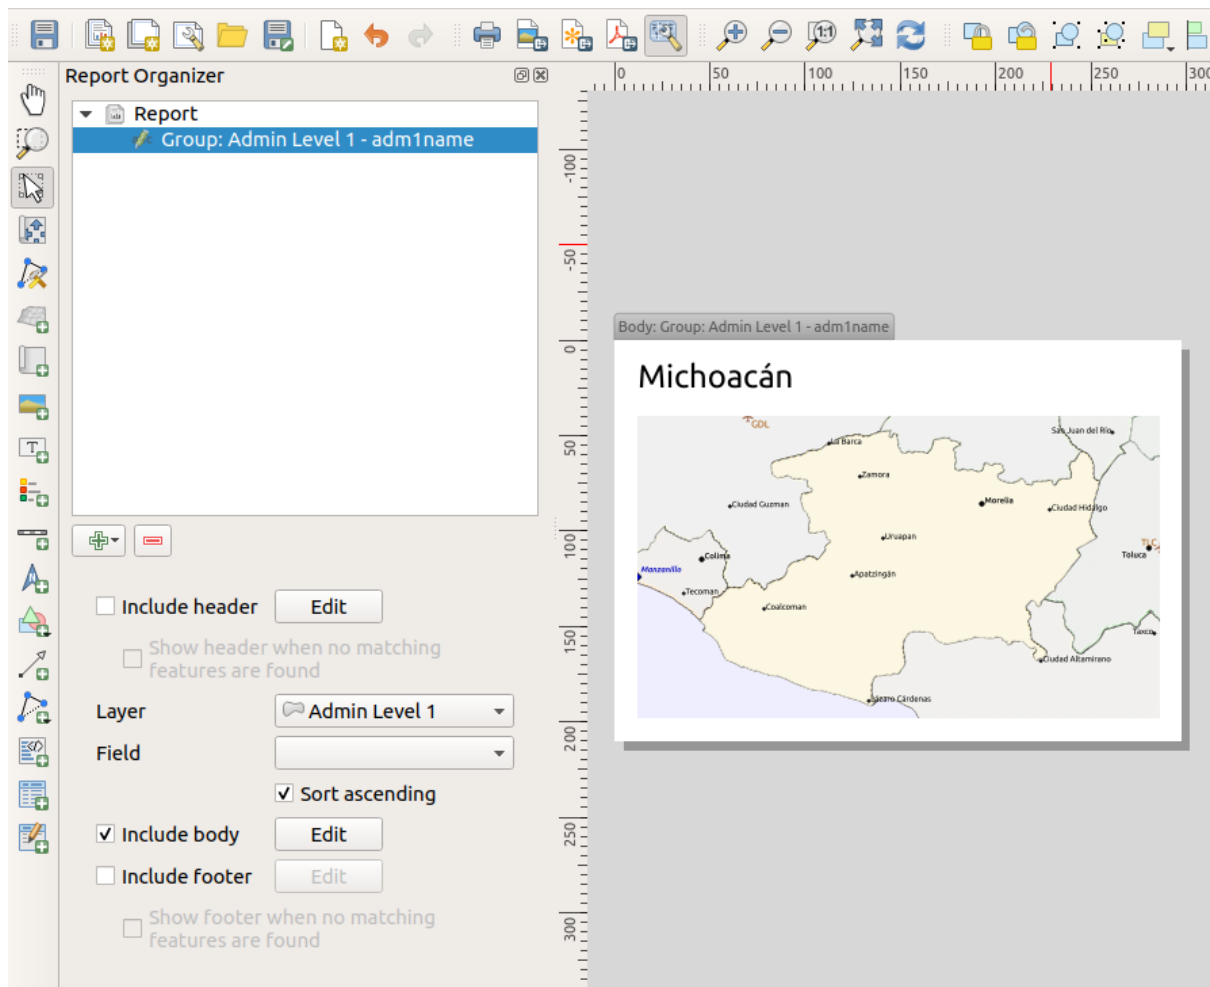 Report Organizer
Report
Group: Admin Level 1 - adm1name
Include header
Edit
Show header when no matching
features are found
Layer
Admin Level 1
Field
Sort ascending
Include body
Edit
Include footer
Edit
Show footer when no matching
features are found
1:1
0 50 100 150 200 250 300
-100
-50
0
50
100
150
200
250
300
Body: Group: Admin Level 1 - adm1name
Michoacán
GDL
San Juan del Río
La Barca
Zamora
Ciudad Guzman
Morelia
Ciudad Hidalgo
Uruapan
TLC
Toluca
Colima
Manzanillo
Apatzingán
Tecoman
Coalcoman
Taxco
Ciudad Altamirano
Lázaro Cárdenas